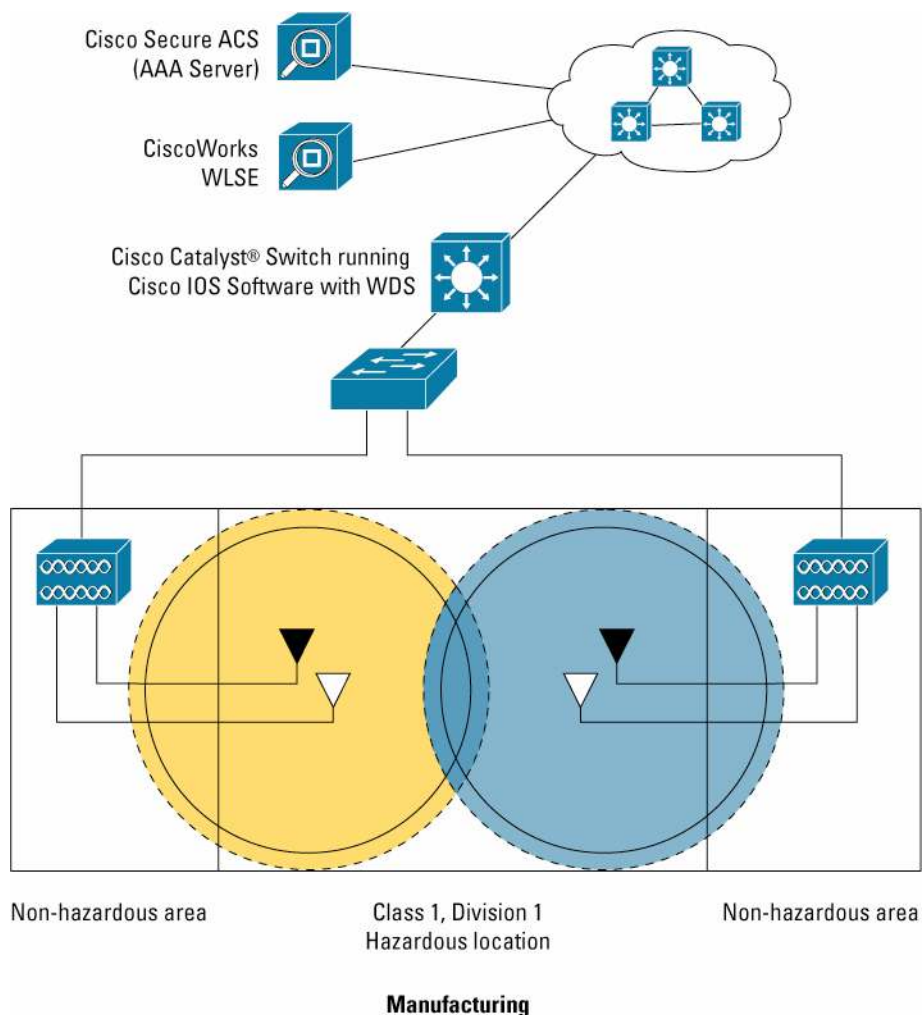 Cisco Secure ACS
(AAA Server)
CiscoWorks
WLSE
Cisco Catalyst® Switch running
Cisco IOS Software with WDS
Non-hazardous area
Class 1, Division 1
Hazardous location
Non-hazardous area
Manufacturing